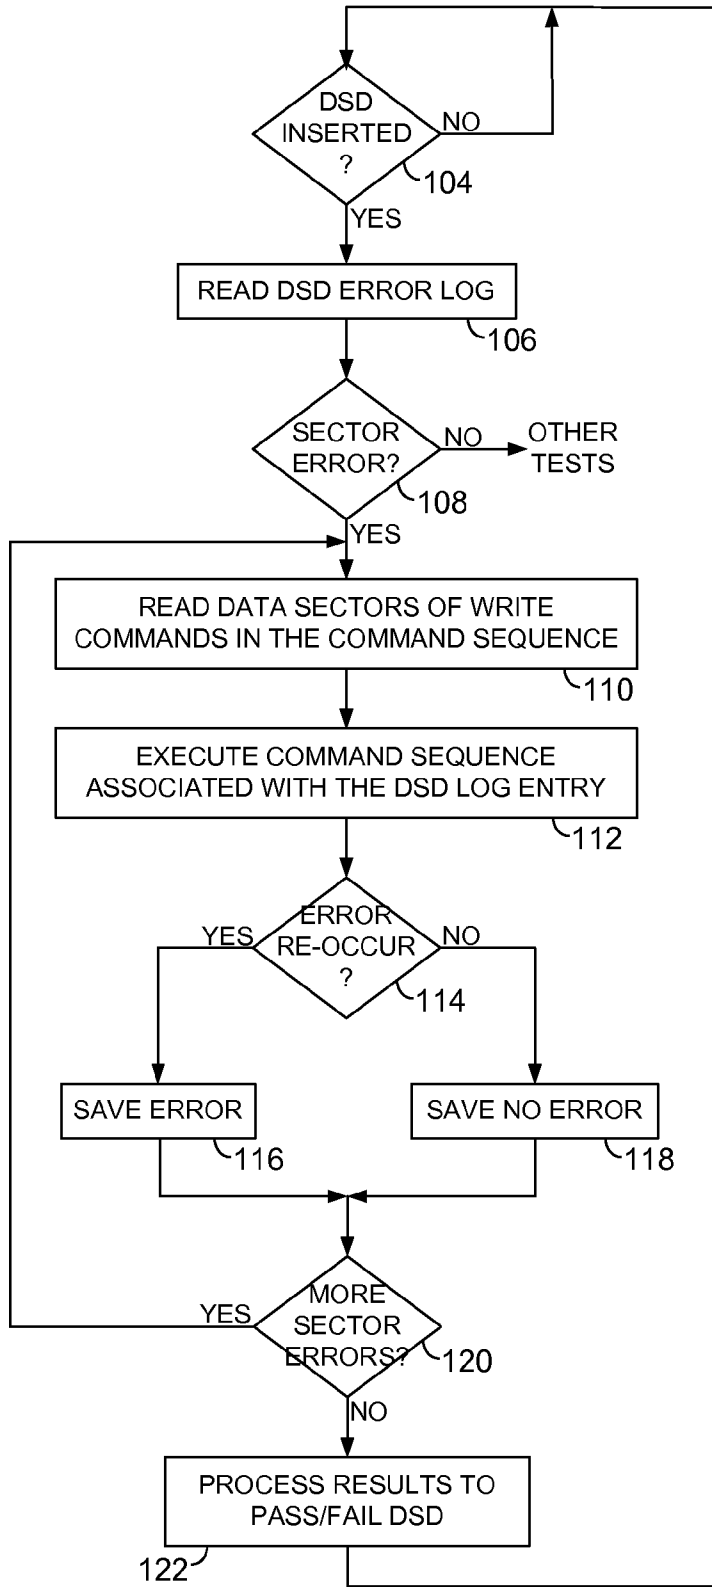 DSD
INSERTED
?
NO
104
YES
READ DSD ERROR LOG
106
SECTOR
ERROR?
NO
OTHER
TESTS
108
YES
READ DATA SECTORS OF WRITE
COMMANDS IN THE COMMAND SEQUENCE
110
EXECUTE COMMAND SEQUENCE
ASSOCIATED WITH THE DSD LOG ENTRY
112
YES
ERROR
RE-OCCUR
?
NO
114
SAVE ERROR
116
SAVE NO ERROR
118
YES
MORE
SECTOR
ERRORS?
120
NO
PROCESS RESULTS TO
PASS/FAIL DSD
122